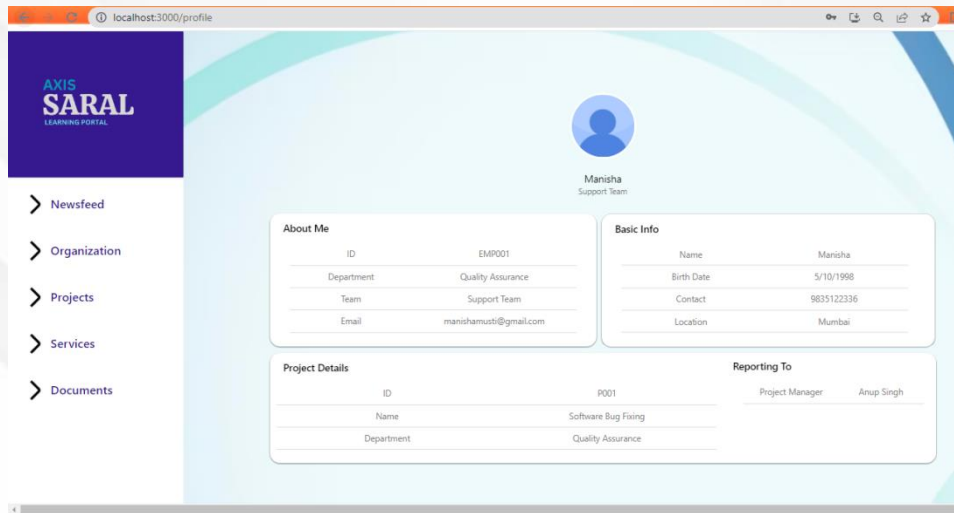 localhost:3000/profile
AXIS
SARAL
LEARNING PORTAL
Newsfeed
Organization
Projects
Services
Documents
Manisha
Support Team
About Me
ID EMP001
Department Quality Assurance
Team Support Team
Email manishamusti@gmail.com
Basic Info
Name Manisha
Birth Date 5/10/1998
Contact 9835122336
Location Mumbai
Project Details
ID P001
Name Software Bug Fixing
Department Quality Assurance
Reporting To
Project Manager Anup Singh